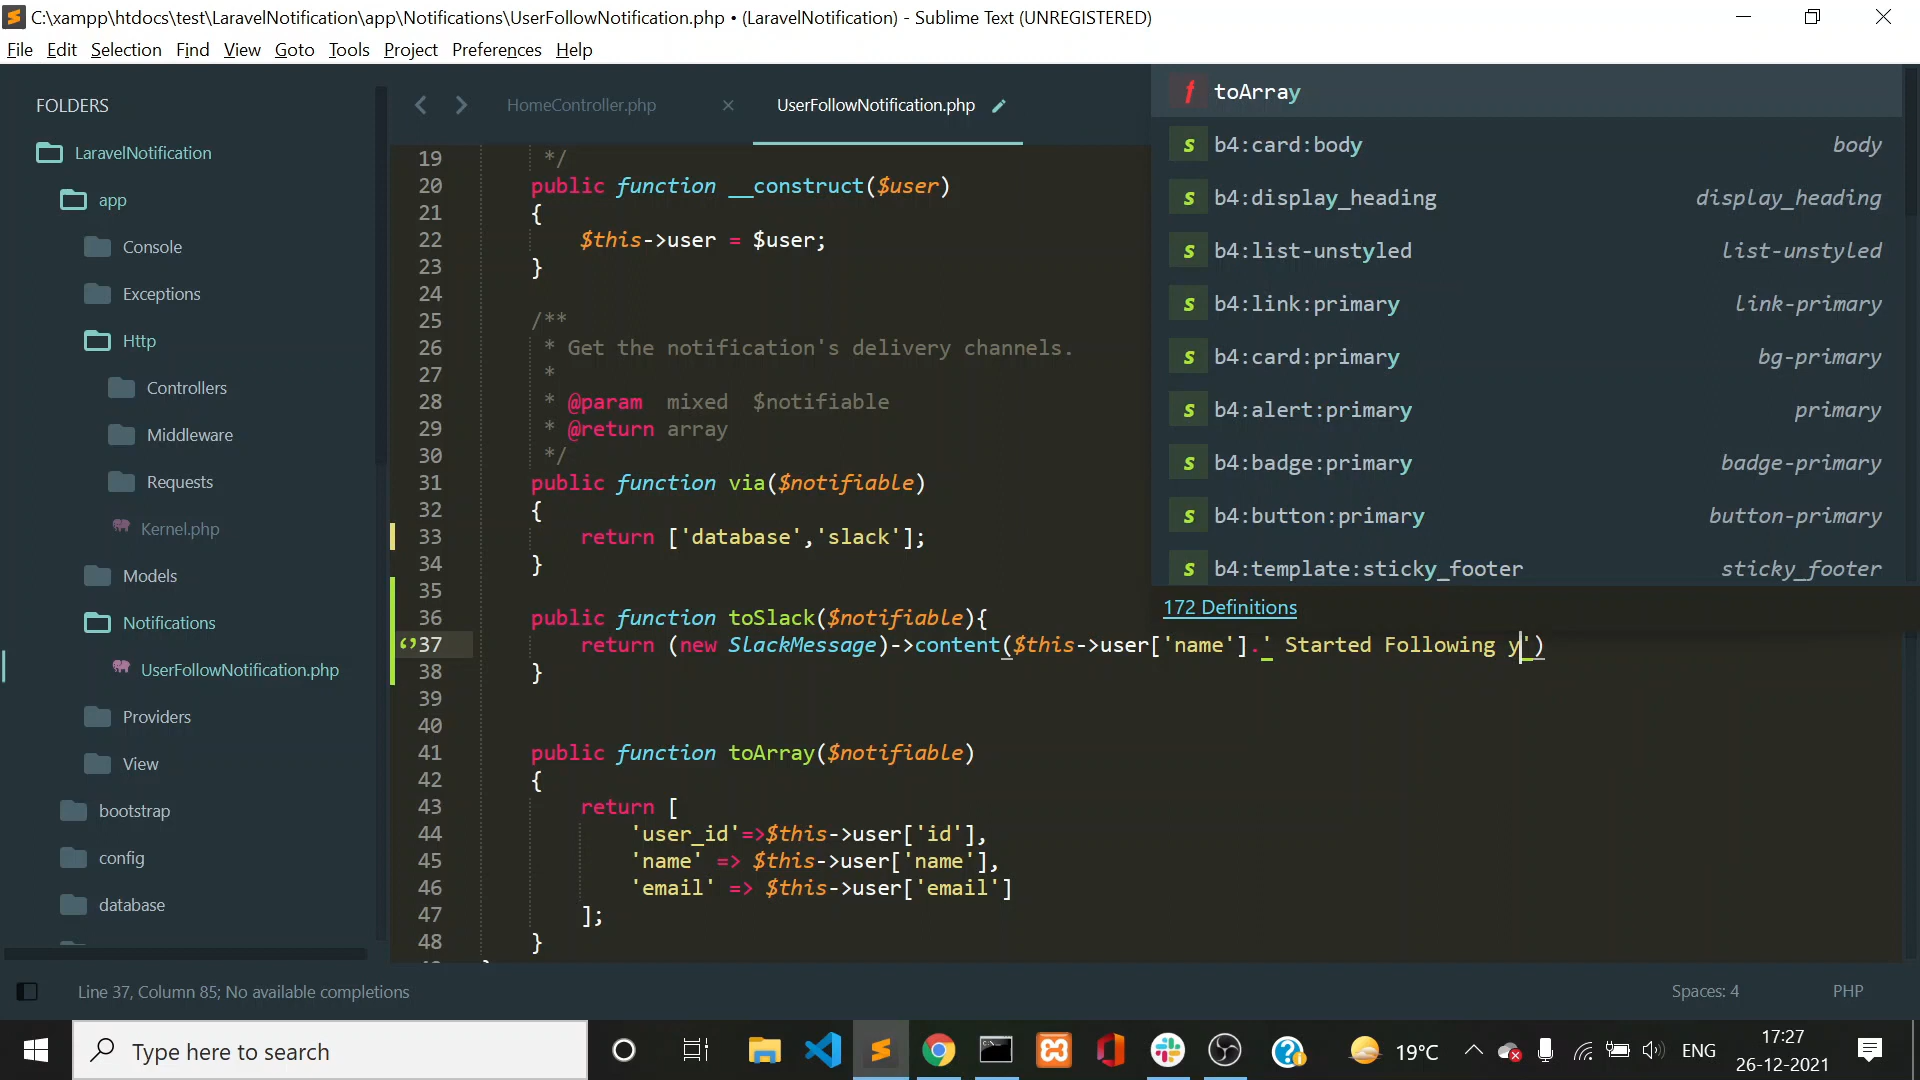 C:\xampp\htdocs\test\LaravelNotification\app\Notifications\UserFollowNotification.php • (LaravelNotification) - Sublime Text (UNREGISTERED)
File Edit Selection Find View Goto Tools Project Preferences Help
FOLDERS
LaravelNotification
app
Console
Exceptions
Http
Controllers
Middleware
Requests
Kernel.php
Models
Notifications
UserFollowNotification.php
Providers
View
bootstrap
config
database
HomeController.php
UserFollowNotification.php
19 */
20 public function __construct($user)
21 {
22 $this->user = $user;
23 }
24
25 /**
26 * Get the notification's delivery channels.
27 *
28 * @param  mixed  $notifiable
29 * @return array
30 */
31 public function via($notifiable)
32 {
33 return ['database','slack'];
34 }
35
36 public function toSlack($notifiable){
37 return (new SlackMessage)->content($this->user['name'].' Started Following y')
38 }
39
40
41 public function toArray($notifiable)
42 {
43 return [
44 'user_id'=>$this->user['id'],
45 'name' => $this->user['name'],
46 'email' => $this->user['email']
47 ];
48 }
f toArray
s b4:card:body body
s b4:display_heading display_heading
s b4:list-unstyled list-unstyled
s b4:link:primary link-primary
s b4:card:primary bg-primary
s b4:alert:primary primary
s b4:badge:primary badge-primary
s b4:button:primary button-primary
s b4:template:sticky_footer sticky_footer
172 Definitions
Line 37, Column 85; No available completions
Spaces: 4
PHP
Type here to search
19°C
ENG
17:27
26-12-2021